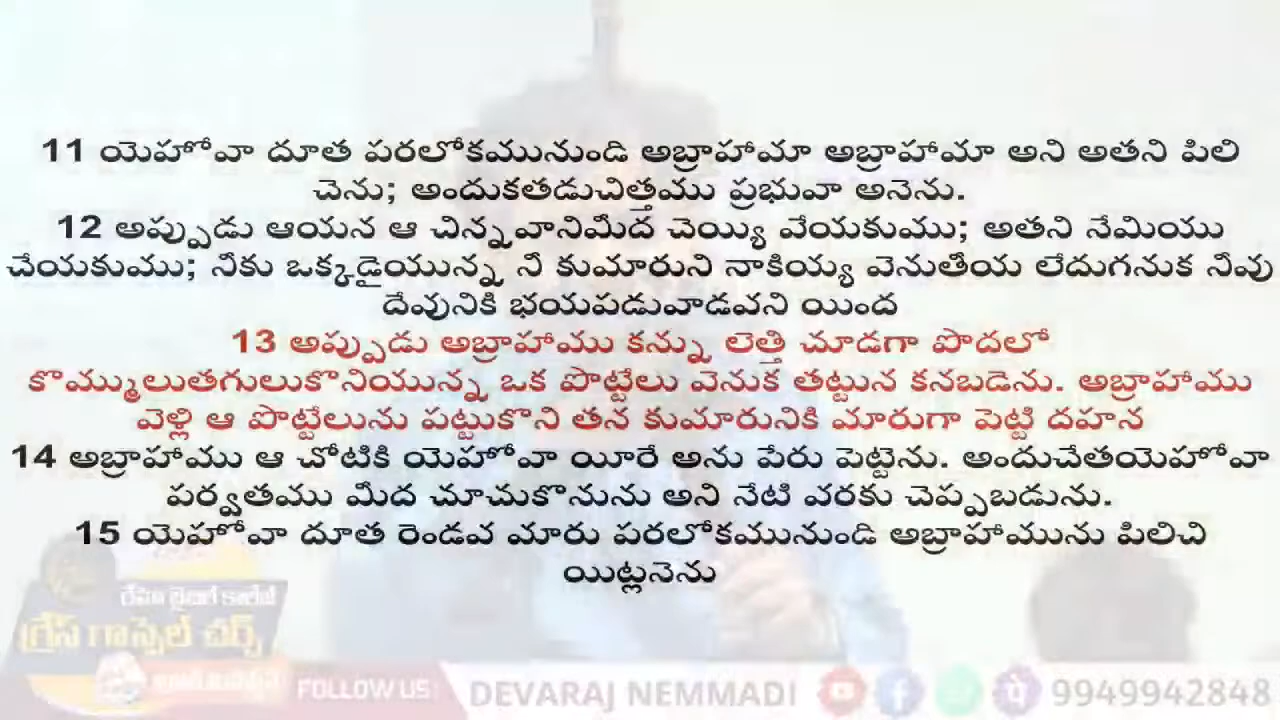 11 యెహోవా దూత పరలోకమునుండి అబ్రాహామా అబ్రాహామా అని అతని పిలి
చెను; అందుకతడుచిత్తము ప్రభువా అనెను.
12 అప్పుడు ఆయన ఆ చిన్నవానిమీద చెయ్యి వేయకుము; అతని నేమియు
చేయకుము; నీకు ఒక్కడైయున్న నీ కుమారుని నాకియ్య వెనుతీయ లేదుగనుక నీవు
దేవునికి భయపడువాడవని యింద
13 అప్పుడు అబ్రాహాము కన్ను లెత్తి చూడగా పొదలో
కొమ్ములుతగులుకొనియున్న ఒక పొట్టేలు వెనుక తట్టున కనబడెను. అబ్రాహాము
వెళ్లి ఆ పొట్టేలును పట్టుకొని తన కుమారునికి మారుగా పెట్టి దహన
14 అబ్రాహాము ఆ చోటికి యెహోవా యీరే అను పేరు పెట్టెను. అందుచేతయెహోవా
పర్వతము మీద చూచుకొనును అని నేటి వరకు చెప్పబడును.
15 యెహోవా దూత రెండవ మారు పరలోకమునుండి అబ్రాహామును పిలిచి
యిట్లనెను
రేమా బైబిల్ కాలేజ్
గ్రేస్ గాస్పెల్ చర్చ్
FOLLOW US: DEVARAJ NEMMADI 9949942848